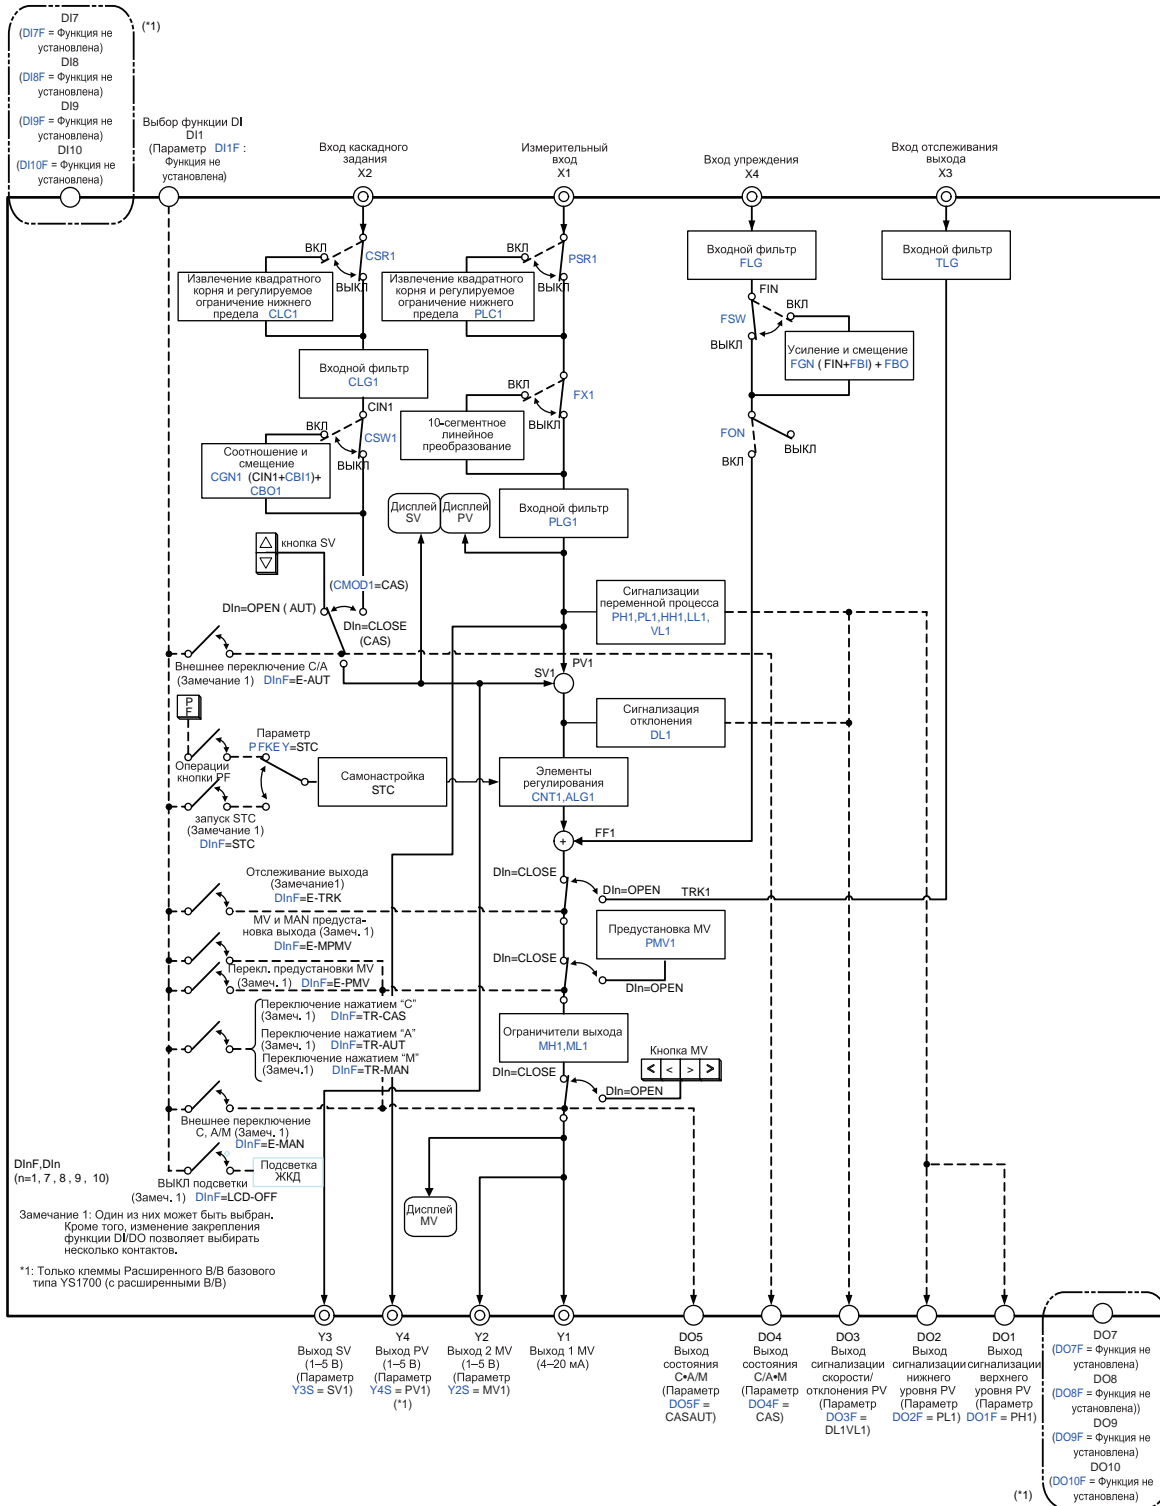 DI7
(DI7F = Функция не
установлена)
DI8
(DI8F = Функция не
установлена)
DI9
(DI9F = Функция не
установлена)
DI10
(DI10F = Функция не
установлена)
(*1)
Выбор функции DI
DI1
(Параметр DI1F :
Функция не
установлена)
Вход каскадного
задания
X2
Измерительный
вход
X1
Вход упреждения
X4
Вход отслеживания
выхода
X3
ВКЛ
CSR1
ВЫКЛ
Извлечение квадратного
корня и регулируемое
ограничение нижнего
предела CLC1
ВКЛ
PSR1
ВЫКЛ
Извлечение квадратного
корня и регулируемое
ограничение нижнего
предела PLC1
Входной фильтр
FLG
Входной фильтр
TLG
FIN
ВКЛ
FSW
ВЫКЛ
Усиление и смещение
FGN ( FIN+FBI) + FBO
Входной фильтр
CLG1
CIN1
ВКЛ
CSW1
ВЫКЛ
Соотношение и
смещение
CGN1 (CIN1+CBI1)+
CBO1
ВКЛ
FX1
ВЫКЛ
10-сегментное
линейное
преобразование
FON
ВЫКЛ
ВКЛ
Дисплей
SV
Дисплей
PV
Входной фильтр
PLG1
кнопка SV
(CMOD1=CAS)
DIn=OPEN ( AUT)
DIn=CLOSE
(CAS)
Сигнализации
переменной процесса
PH1,PL1,HH1,LL1,
VL1
Внешнее переключение C/A
(Замечание 1) DInF=E-AUT
SV1
PV1
Сигнализация
отклонения
DL1
P
F
Параметр
PFKEY=STC
Операции
кнопки PF
Самонастройка
STC
Элементы
регулирования
CNT1,ALG1
запуск STC
(Замечание 1)
DInF=STC
+
FF1
Отслеживание выхода
(Замечание1)
DInF=E-TRK
DIn=CLOSE
DIn=OPEN
TRK1
MV и MAN предуста-
новка выхода (Замеч. 1)
DInF=E-MPMV
Предустановка MV
PMV1
DIn=CLOSE
DIn=OPEN
Перекл. предустановки MV
(Замеч. 1) DInF=E-PMV
Переключение нажатием “C”
(Замеч. 1) DInF=TR-CAS
Переключение нажатием “A”
(Замеч. 1) DInF=TR-AUT
Переключение нажатием “M”
(Замеч.1) DInF=TR-MAN
Ограничители выхода
MH1,ML1
Кнопка MV
< < > >
DIn=CLOSE
DIn=OPEN
Внешнее переключение
C, A/M (Замеч. 1)
DInF=E-MAN
DInF,DIn
(n=1, 7 , 8 , 9 , 10)
Подсветка
ЖКД
ВЫКЛ подсветки
(Замеч. 1) DInF=LCD-OFF
Дисплей
MV
Замечание 1: Один из них может быть выбран.
Кроме того, изменение закрепления
функции DI/DO позволяет выбирать
несколько контактов.
*1: Только клеммы Расширенного В/В базового
типа YS1700 (с расширенными В/В)
Y3
Выход SV
(1–5 В)
(Параметр
Y3S = SV1)
Y4
Выход PV
(1–5 В)
(Параметр
Y4S = PV1)
(*1)
Y2
Выход 2 MV
(1–5 В)
(Параметр
Y2S = MV1)
Y1
Выход 1 MV
(4–20 мА)
DO5
Выход
состояния
C•A/M
(Параметр
DO5F =
CASAUT)
DO4
Выход
состояния
C/A•M
(Параметр
DO4F =
CAS)
DO3
Выход
сигнализации
скорости/
отклонения PV
(Параметр
DO3F =
DL1VL1)
DO2
Выход
сигнализации
нижнего
уровня PV
(Параметр
DO2F = PL1)
DO1
Выход
сигнализации
верхнего
уровня PV
(Параметр
DO1F = PH1)
DO7
(DO7F = Функция не
установлена)
DO8
(DO8F = Функция не
установлена))
DO9
(DO9F = Функция не
установлена)
DO10
(DO10F = Функция не
установлена)
(*1)